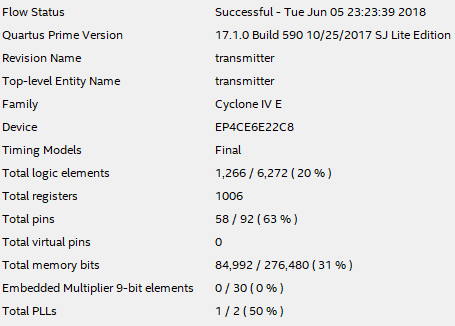 Flow Status Successful - Tue Jun 05 23:23:39 2018
Quartus Prime Version 17.1.0 Build 590 10/25/2017 SJ Lite Edition
Revision Name transmitter
Top-level Entity Name transmitter
Family Cyclone IV E
Device EP4CE6E22C8
Timing Models Final
Total logic elements 1,266 / 6,272 ( 20 % )
Total registers 1006
Total pins 58 / 92 ( 63 % )
Total virtual pins 0
Total memory bits 84,992 / 276,480 ( 31 % )
Embedded Multiplier 9-bit elements 0 / 30 ( 0 % )
Total PLLs 1 / 2 ( 50 % )